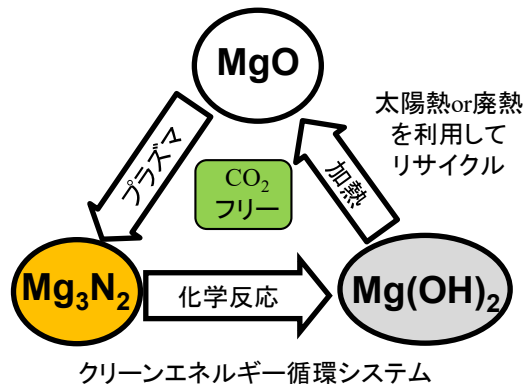 MgO
太陽熱or廃熱
を利用して
リサイクル
プラズマ
CO₂
フリー
加熱
Mg₃N₂
化学反応
Mg(OH)₂
クリーンエネルギー循環システム